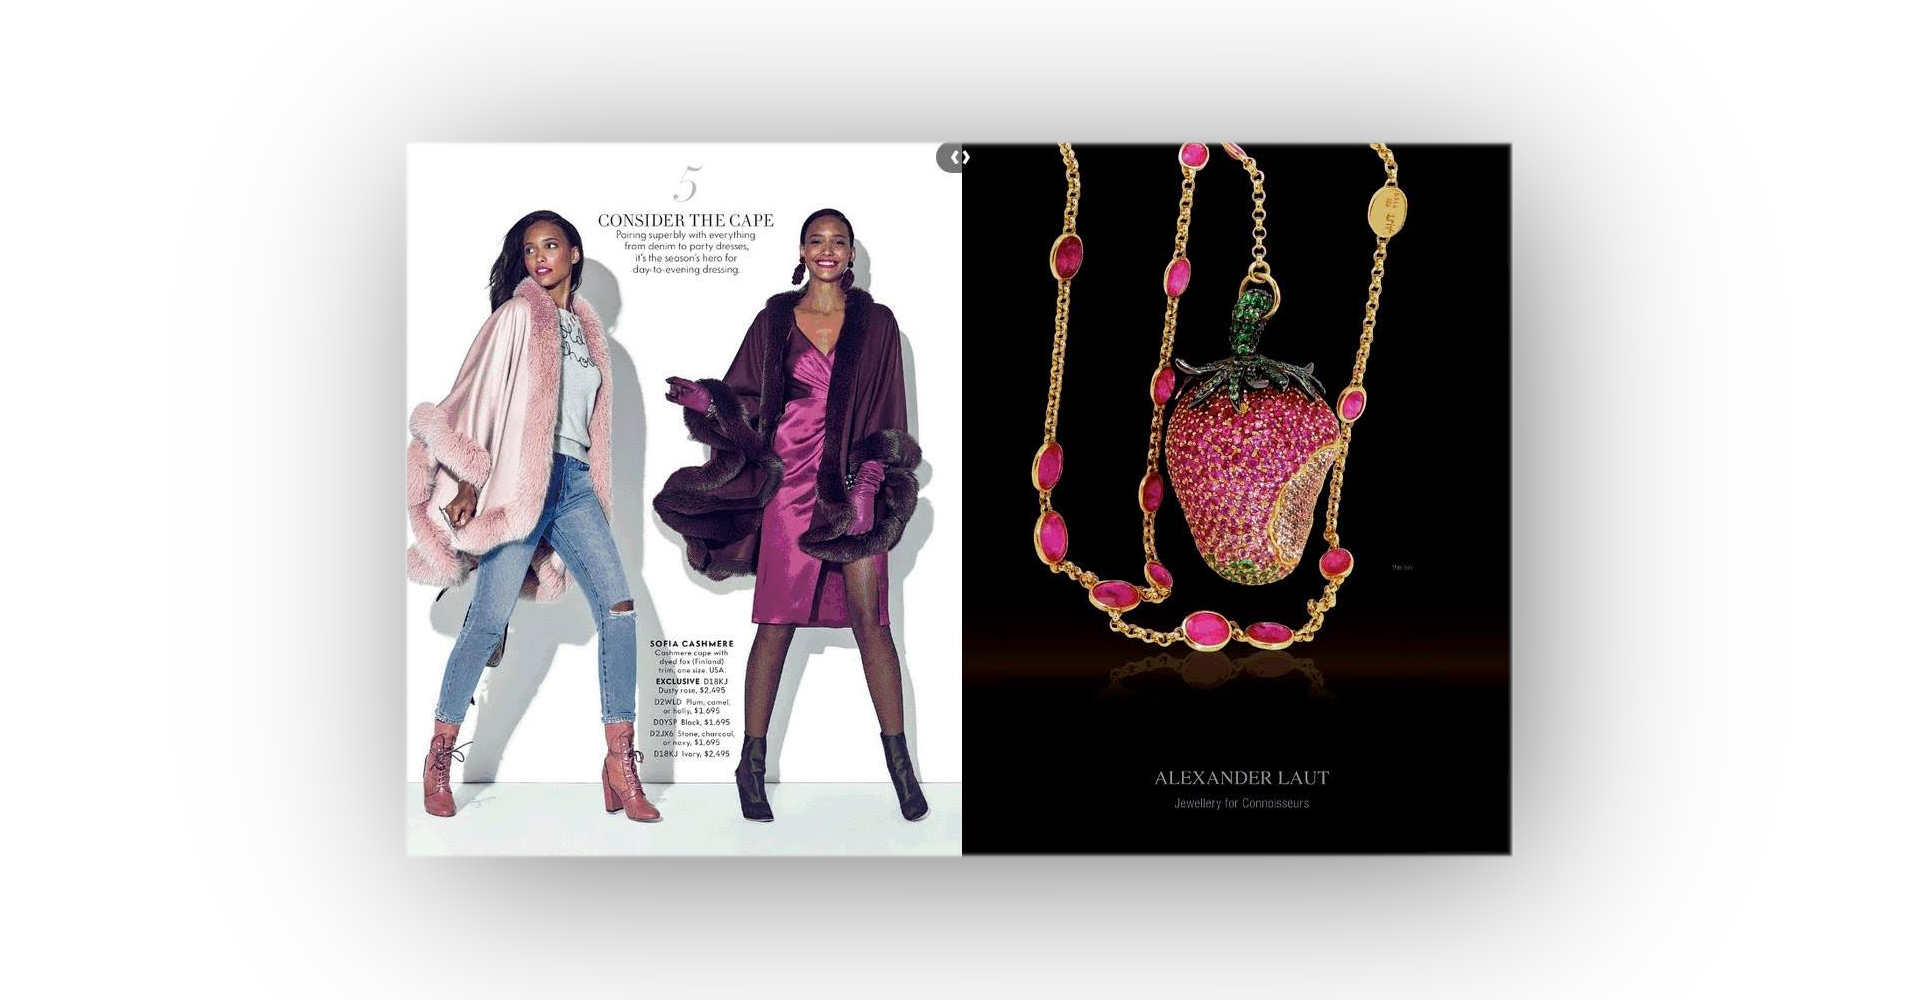 5
CONSIDER THE CAPE
Pairing superbly with everything
from denim to party dresses,
it's the season's hero for
day-to-evening dressing.
SOFIA CASHMERE
Cashmere cape with
dyed fox (Finland)
trim, one size. USA.
EXCLUSIVE D18KJ
Dusty rose, $2,495
D2WLD Plum, camel,
or holly, $1,695
D0YSP Black, $1,695
D2JX6 Stone, charcoal,
or navy, $1,695
D18KJ Ivory, $2,495
ALEXANDER LAUT
Jewellery for Connoisseurs